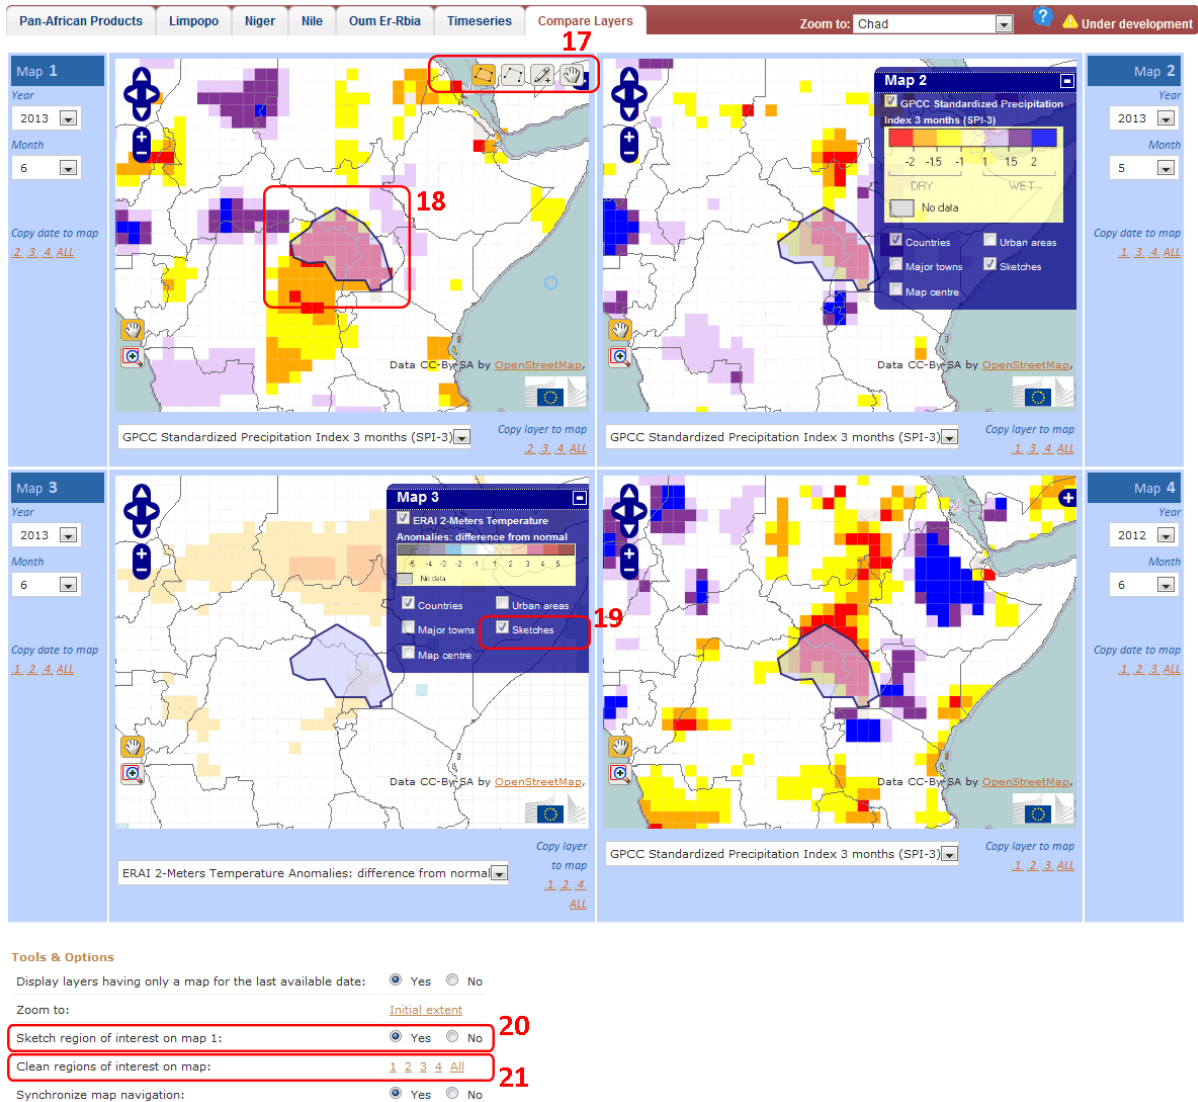 Pan-African Products Limpopo Niger Nile Oum Er-Rbia Timeseries Compare Layers Zoom to: Chad ? Under development
17
Map 1
Year
2013
Month
6
Copy date to map
2 3 4 ALL
18
Data CC-By-SA by OpenStreetMap,
GPCC Standardized Precipitation Index 3 months (SPI-3)
Copy layer to map
2 3 4 ALL
Map 2
GPCC Standardized Precipitation
Index 3 months (SPI-3)
-2 -1.5 -1 1 1.5 2
DRY WET
No data
Countries Urban areas
Major towns Sketches
Map centre
Data CC-By-SA by OpenStreetMap,
GPCC Standardized Precipitation Index 3 months (SPI-3)
Copy layer to map
1 3 4 ALL
Map 2
Year
2013
Month
5
Copy date to map
1 3 4 ALL
Map 3
Year
2013
Month
6
Copy date to map
1 2 4 ALL
Map 3
ERAI 2-Meters Temperature
Anomalies: difference from normal
-5 -4 -3 -2 -1 1 2 3 4 5
No data
Countries Urban areas
Major towns Sketches
Map centre
19
Data CC-By-SA by OpenStreetMap,
ERAI 2-Meters Temperature Anomalies: difference from normal
Copy layer
to map
1 2 4
ALL
Data CC-By-SA by OpenStreetMap,
GPCC Standardized Precipitation Index 3 months (SPI-3)
Copy layer to map
1 2 3 ALL
Map 4
Year
2012
Month
6
Copy date to map
1 2 3 ALL
Tools & Options
Display layers having only a map for the last available date: Yes No
Zoom to: Initial extent
Sketch region of interest on map 1: Yes No
20
Clean regions of interest on map: 1 2 3 4 All
21
Synchronize map navigation: Yes No